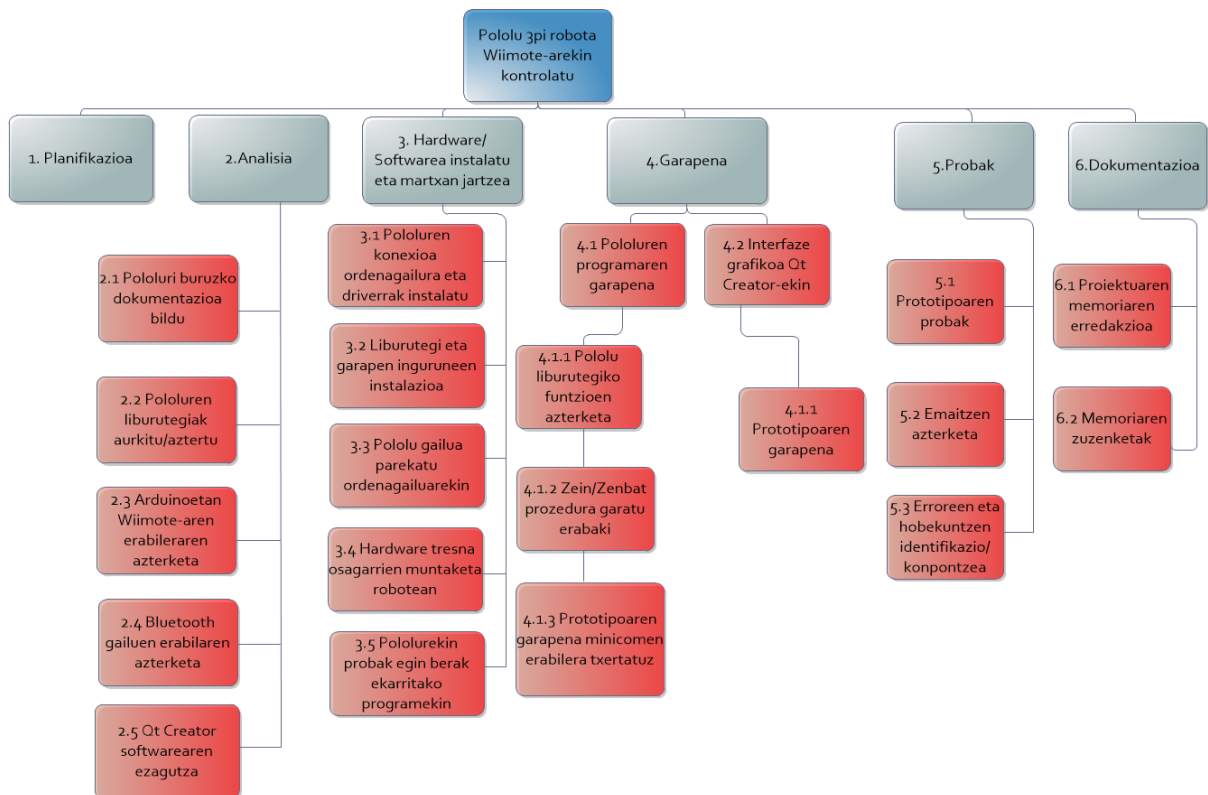 Pololu 3pi robota
Wiimote-arekin
kontrolatu
1. Planifikazioa
2.Analisia
3. Hardware/
Softwarea instalatu
eta martxan jartzea
4.Garapena
5.Probak
6.Dokumentazioa
2.1 Pololuri buruzko
dokumentazioa
bildu
2.2 Pololuren
liburutegiak
aurkitu/aztertu
2.3 Arduinoetan
Wiimote-aren
erabileraren
azterketa
2.4 Bluetooth
gailuen erabilaren
azterketa
2.5 Qt Creator
softwarearen
ezagutza
3.1 Pololuren
konexioa
ordenagailura eta
driverrak instalatu
3.2 Liburutegi eta
garapen inguruneen
instalazioa
3.3 Pololu gailua
parekatu
ordenagailuarekin
3.4 Hardware tresna
osagarrien muntaketa
robotean
3.5 Pololurekin
probak egin berak
ekarritako
programekin
4.1 Pololuren
programaren
garapena
4.1.1 Pololu
liburutegiko
funtzioen
azterketa
4.1.2 Zein/Zenbat
prozedura garatu
erabaki
4.1.3 Prototipoaren
garapena minicomen
erabilera txertatuz
4.2 Interfaze
grafikoa Qt
Creator-ekin
4.1.1
Prototipoaren
garapena
5.1
Prototipoaren
probak
5.2 Emaitzen
azterketa
5.3 Erroreen eta
hobekuntzen
identifikazio/
konpontzea
6.1 Proiektuaren
memoriaren
erredakzioa
6.2 Memoriaren
zuzenketak